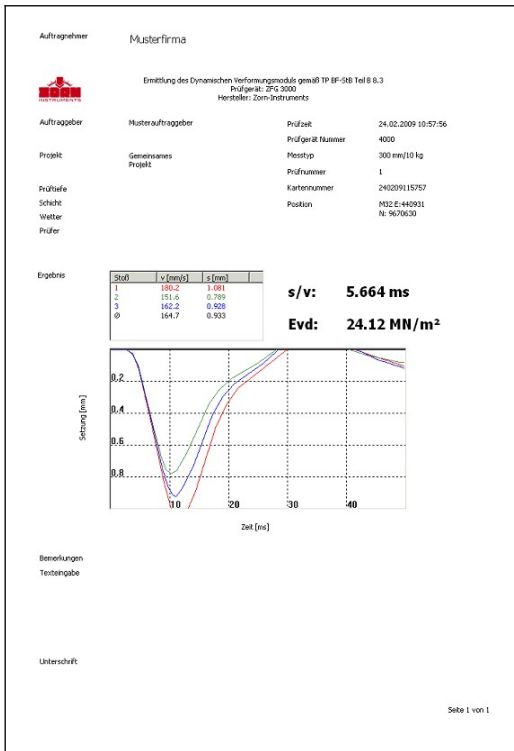 Auftragnehmer Musterfirma
ZORN
INSTRUMENTS
Ermittlung des Dynamischen Verformungsmoduls gemäß TP BF-StB Teil B 8.3
Prüfgerät: ZFG 3000
Hersteller: Zorn-Instruments
Auftraggeber Musterauftraggeber Prüfzeit 24.02.2009 10:57:56
Prüfgerät Nummer 4000
Projekt Gemeinsames Messtyp 300 mm/10 kg
Projekt
Prüfnummer 1
Prüftiefe Kartennummer 240209115757
Schicht Position M32 E:440931
N: 9670630
Wetter
Prüfer
Ergebnis
Stoß v [mm/s] s [mm]
1 180.2 1.081
2 151.6 0.789
3 162.2 0.928
Ø 164.7 0.933
s/v: 5.664 ms
Evd: 24.12 MN/m²
Setzung [mm]
0.2
0.4
0.6
0.8
10 20 30 40
Zeit [ms]
Bemerkungen
Texteingabe
Unterschrift
Seite 1 von 1